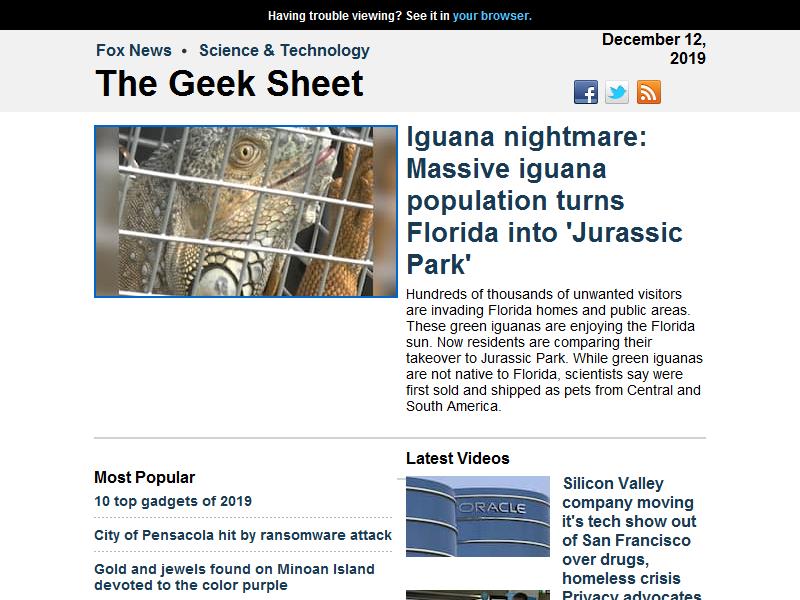 Having trouble viewing? See it in your browser.
Fox News • Science & Technology
The Geek Sheet
December 12,
2019
Iguana nightmare:
Massive iguana
population turns
Florida into 'Jurassic
Park'
Hundreds of thousands of unwanted visitors
are invading Florida homes and public areas.
These green iguanas are enjoying the Florida
sun. Now residents are comparing their
takeover to Jurassic Park. While green iguanas
are not native to Florida, scientists say were
first sold and shipped as pets from Central and
South America.
Most Popular
10 top gadgets of 2019
City of Pensacola hit by ransomware attack
Gold and jewels found on Minoan Island
devoted to the color purple
Latest Videos
ORACLE
Silicon Valley
company moving
it's tech show out
of San Francisco
over drugs,
homeless crisis
Privacy advocates